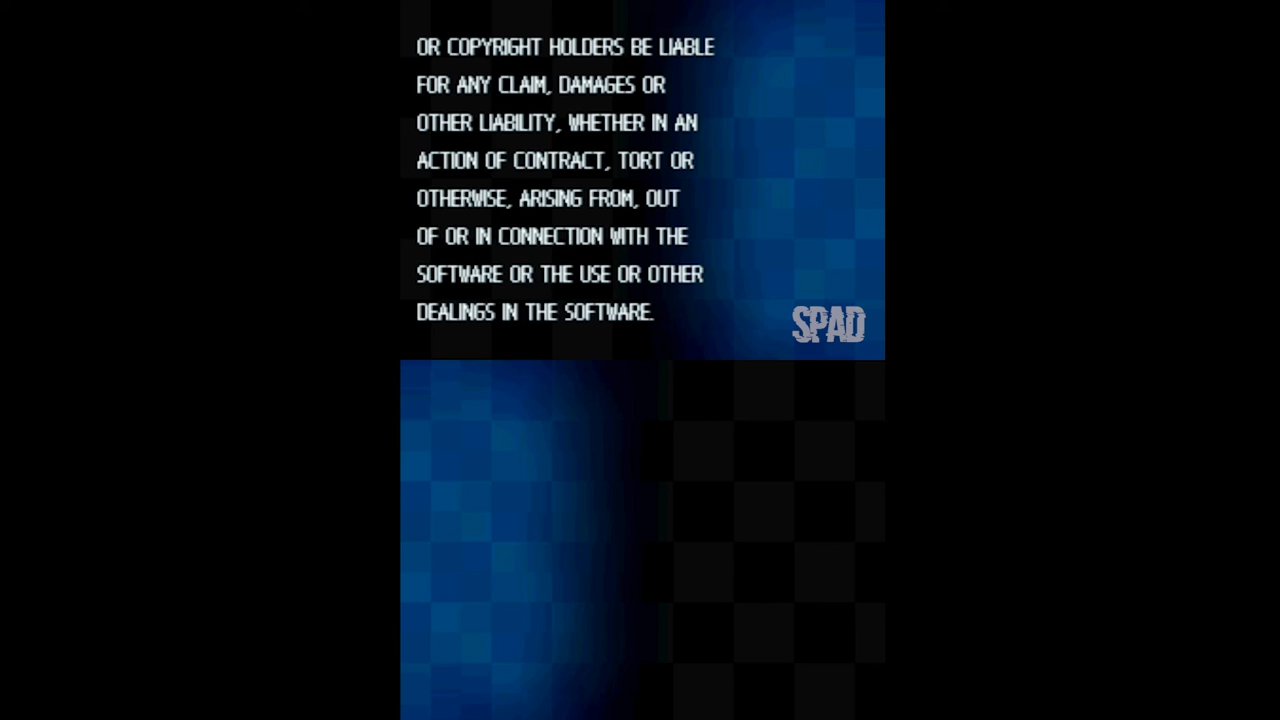 OR COPYRIGHT HOLDERS BE LIABLE
FOR ANY CLAIM, DAMAGES OR
OTHER LIABILITY, WHETHER IN AN
ACTION OF CONTRACT, TORT OR
OTHERWISE, ARISING FROM, OUT
OF OR IN CONNECTION WITH THE
SOFTWARE OR THE USE OR OTHER
DEALINGS IN THE SOFTWARE.
SPAD